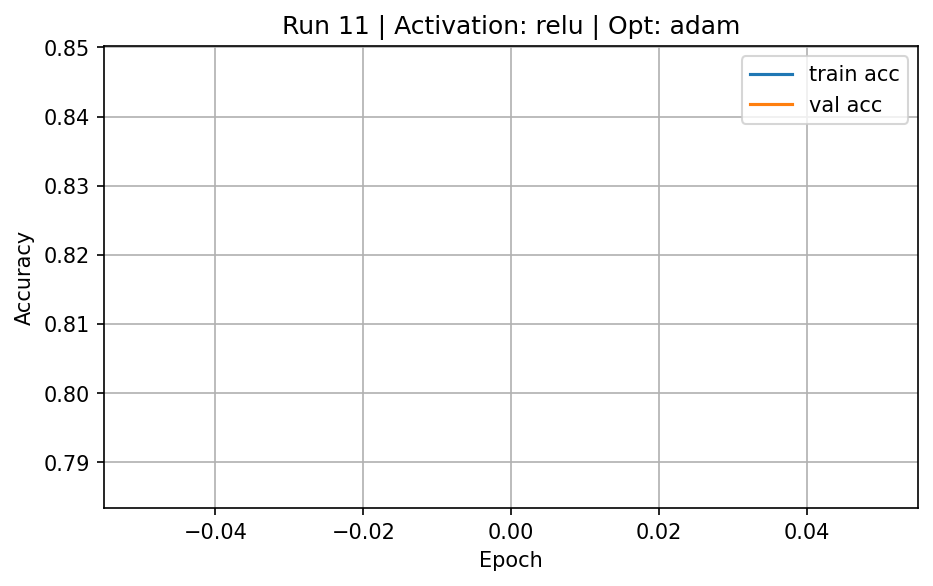 Run 11 | Activation: relu | Opt: adam
train acc
val acc
0.85
0.84
0.83
0.82
0.81
0.80
0.79
Accuracy
−0.04 −0.02 0.00 0.02 0.04
Epoch